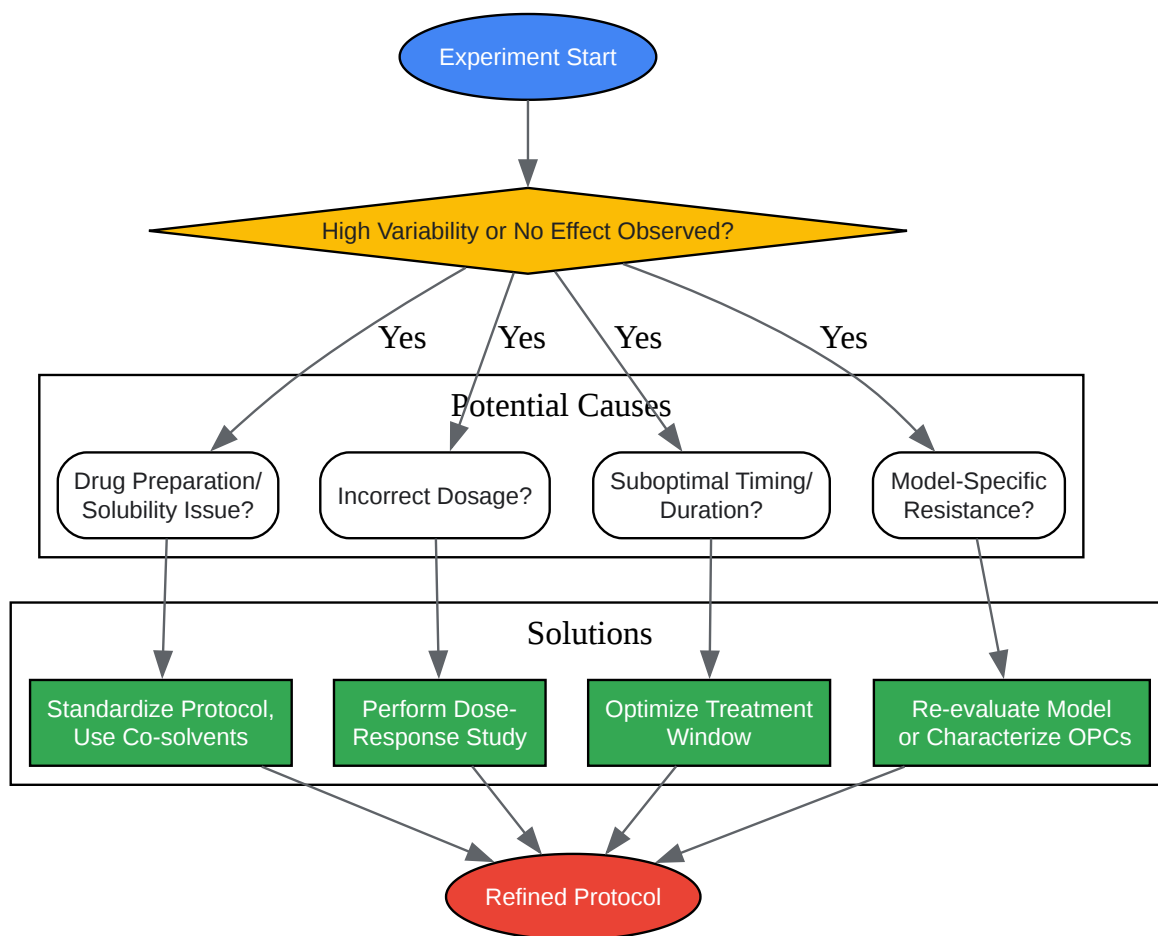 Experiment Start
High Variability or No Effect Observed?
Yes
Yes
Yes
Yes
Potential Causes
Drug Preparation/
Solubility Issue?
Incorrect Dosage?
Suboptimal Timing/
Duration?
Model-Specific
Resistance?
Solutions
Standardize Protocol,
Use Co-solvents
Perform Dose-
Response Study
Optimize Treatment
Window
Re-evaluate Model
or Characterize OPCs
Refined Protocol